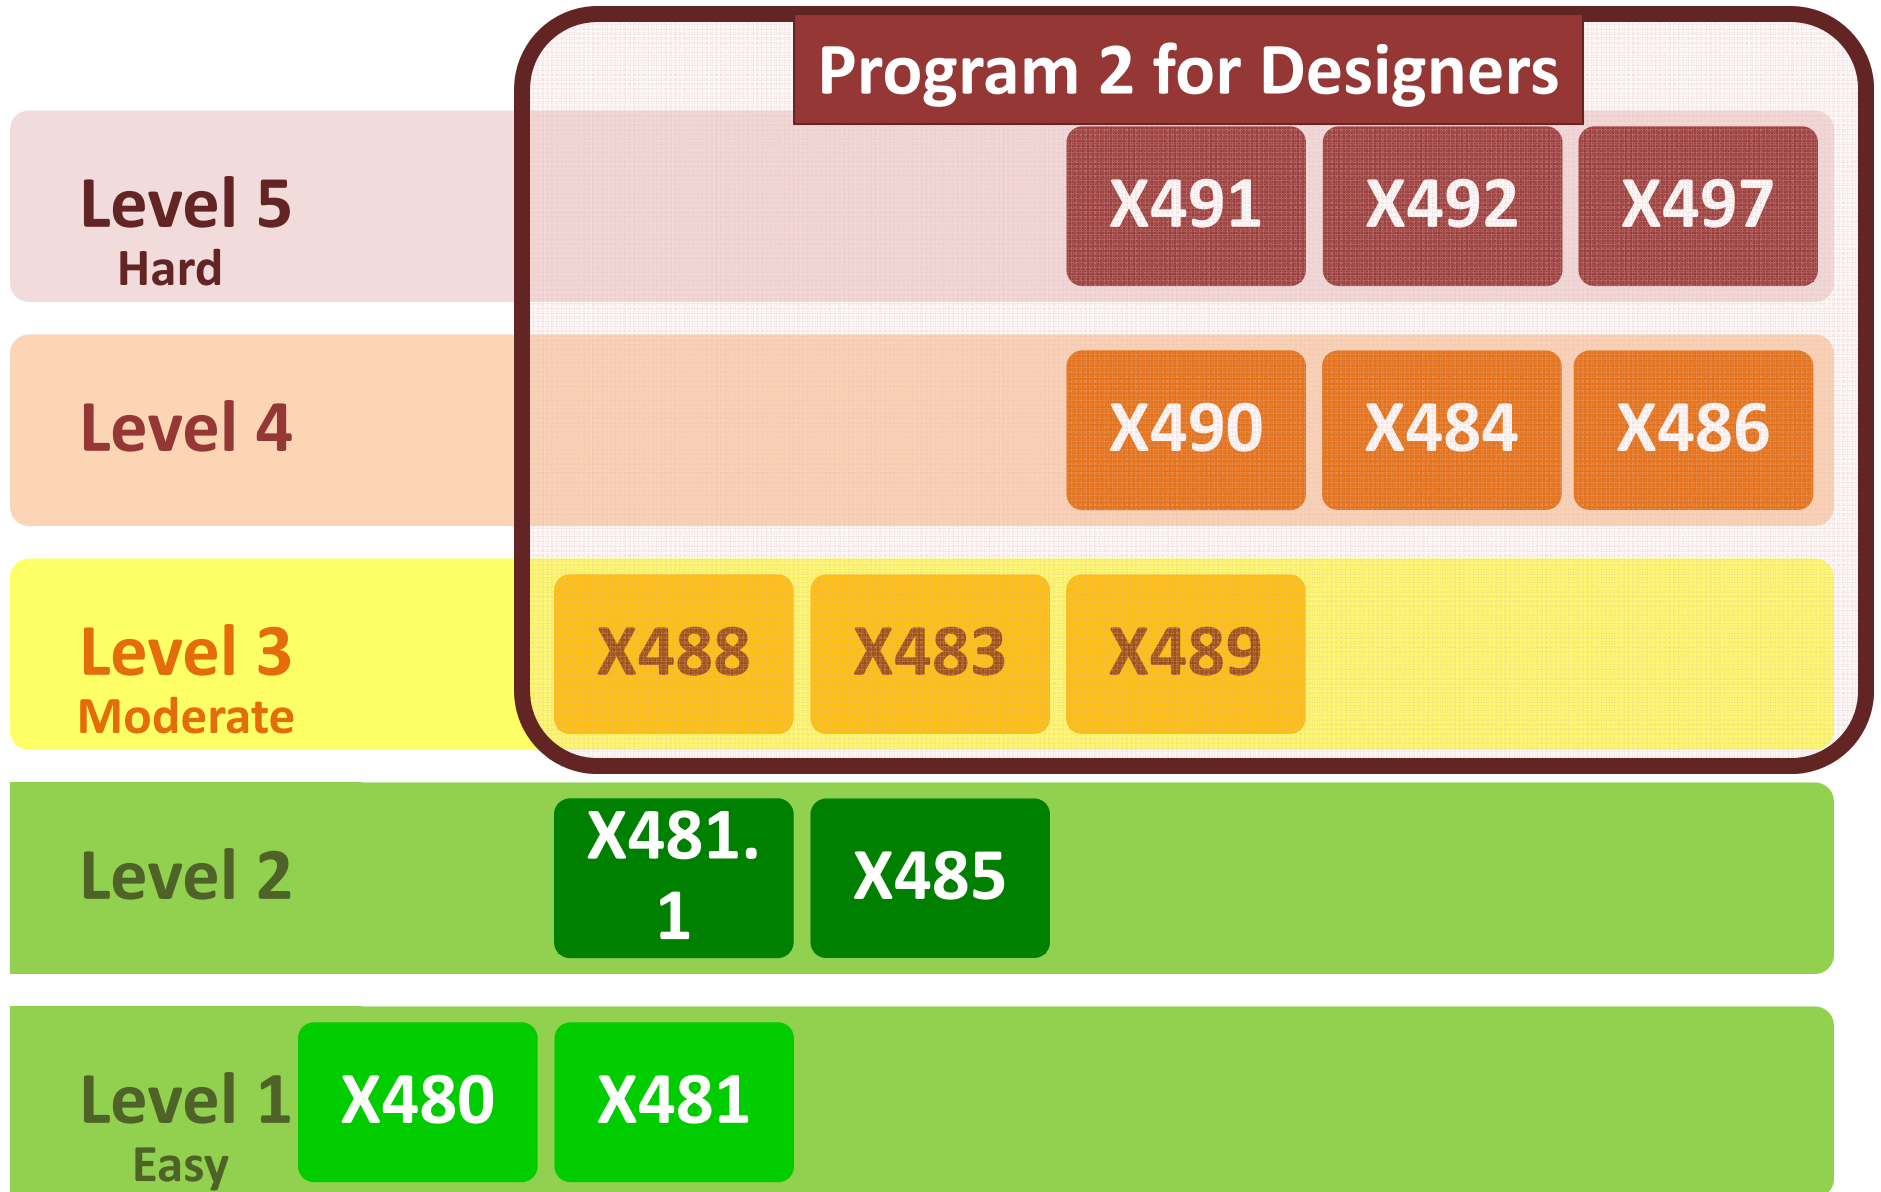 Program 2 for Designers
Level 5
Hard
X491
X492
X497
Level 4
X490
X484
X486
Level 3
Moderate
X488
X483
X489
Level 2
X481.
1
X485
Level 1
Easy
X480
X481